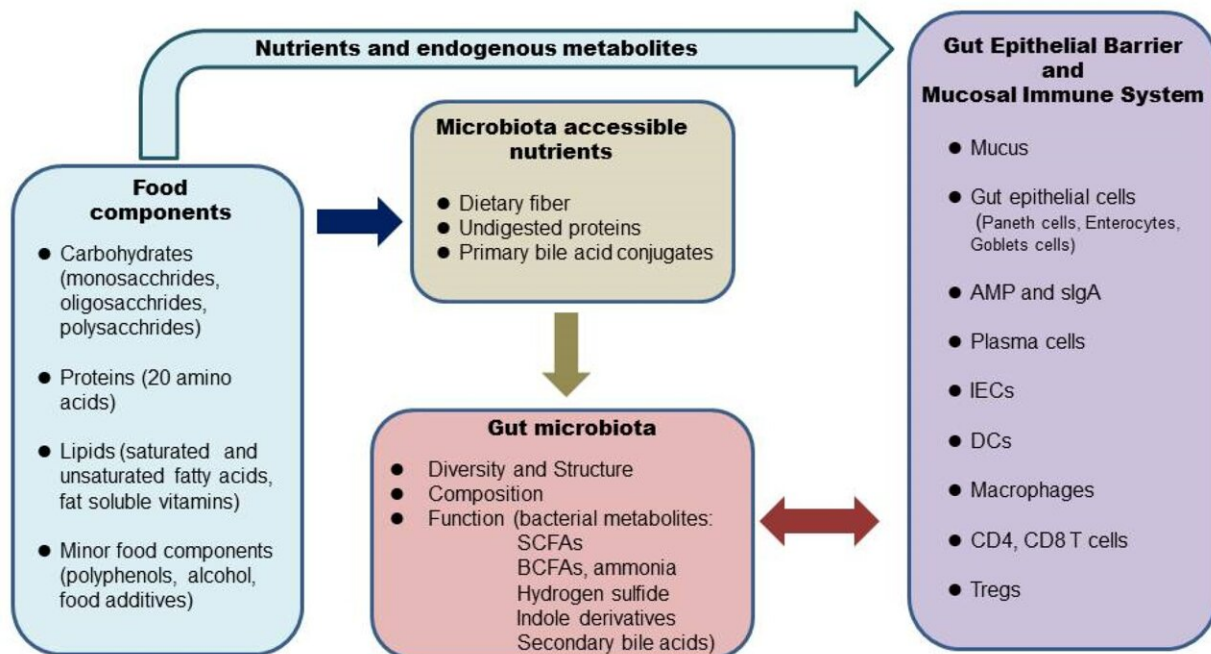 Nutrients and endogenous metabolites
Food
components
● Carbohydrates
(monosacchrides,
oligosacchrides,
polysacchrides)
● Proteins (20 amino
acids)
● Lipids (saturated and
unsaturated fatty acids,
fat soluble vitamins)
● Minor food components
(polyphenols, alcohol,
food additives)
Microbiota accessible
nutrients
● Dietary fiber
● Undigested proteins
● Primary bile acid conjugates
Gut microbiota
● Diversity and Structure
● Composition
● Function (bacterial metabolites:
SCFAs
BCFAs, ammonia
Hydrogen sulfide
Indole derivatives
Secondary bile acids)
Gut Epithelial Barrier
and
Mucosal Immune System
● Mucus
● Gut epithelial cells
(Paneth cells, Enterocytes,
Goblets cells)
● AMP and sIgA
● Plasma cells
● IECs
● DCs
● Macrophages
● CD4, CD8 T cells
● Tregs